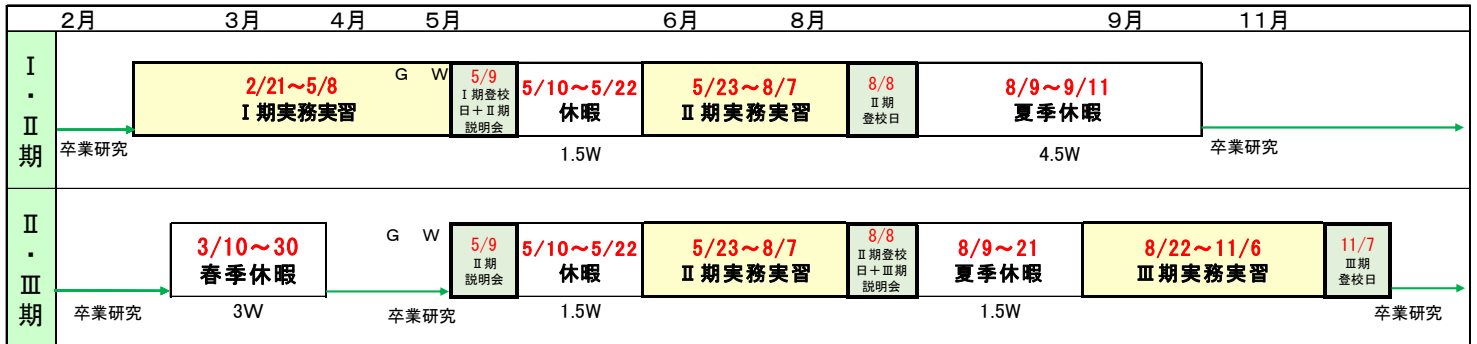 2月 3月 4月 5月 6月 8月 9月 11月
Ⅰ・Ⅱ期
卒業研究
2/21～5/8
Ⅰ期実務実習
G W
5/9
Ⅰ期登校
日＋Ⅱ期
説明会
5/10～5/22
休暇
1.5W
5/23～8/7
Ⅱ期実務実習
8/8
Ⅱ期
登校日
8/9～9/11
夏季休暇
4.5W
卒業研究
Ⅱ・Ⅲ期
卒業研究
3/10～30
春季休暇
3W
G W
卒業研究
5/9
Ⅱ期
説明会
5/10～5/22
休暇
1.5W
5/23～8/7
Ⅱ期実務実習
8/8
Ⅱ期登校
日＋Ⅲ期
説明会
8/9～21
夏季休暇
1.5W
8/22～11/6
Ⅲ期実務実習
11/7
Ⅲ期
登校日
卒業研究